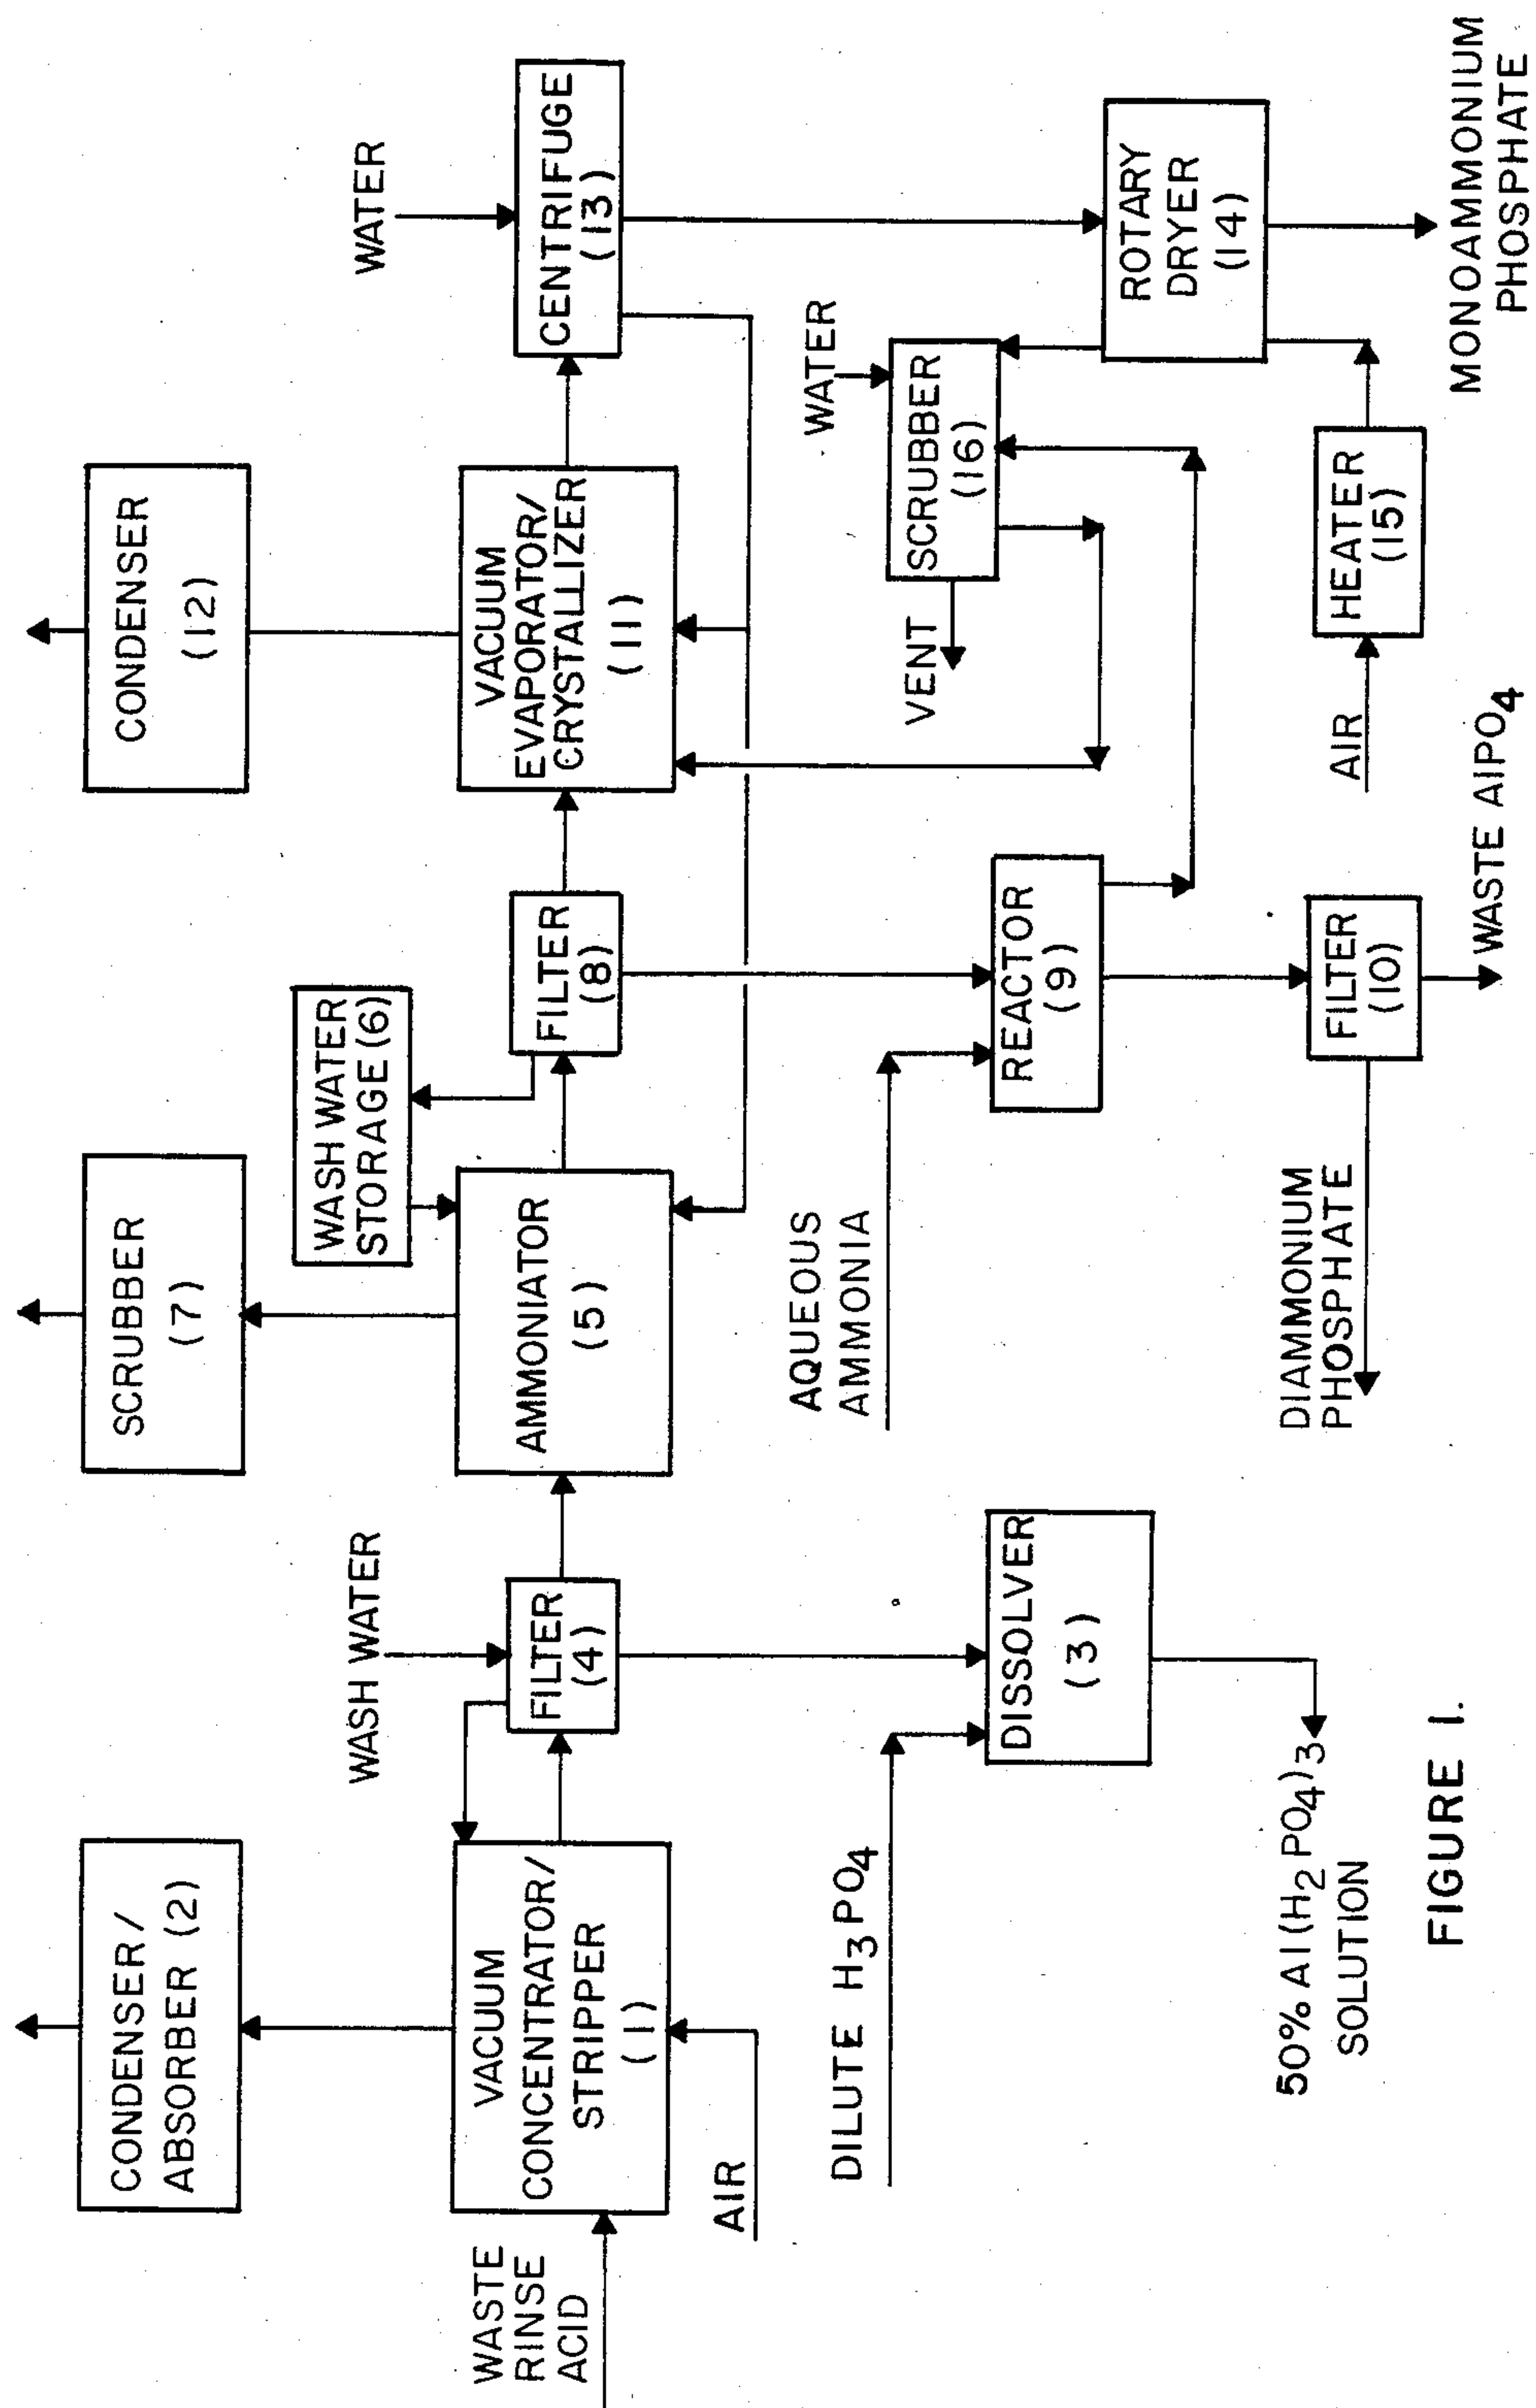 CONDENSER/
ABSORBER (2)
SCRUBBER
(7)
CONDENSER
(12)
WASH WATER
WASH WATER
STORAGE (6)
WATER
WASTE
RINSE
ACID
VACUUM
CONCENTRATOR/
STRIPPER
(1)
FILTER
(4)
AMMONIATOR
(5)
FILTER
(8)
VACUUM
EVAPORATOR/
CRYSTALLIZER
(11)
CENTRIFUGE
(13)
AIR
DILUTE H3PO4
AQUEOUS
AMMONIA
WATER
VENT
SCRUBBER
(16)
DISSOLVER
(3)
REACTOR
(9)
ROTARY
DRYER
(14)
50% Al(H2PO4)3
SOLUTION
DIAMMONIUM
PHOSPHATE
FILTER
(10)
AIR
HEATER
(15)
WASTE AlPO4
MONOAMMONIUM
PHOSPHATE
FIGURE 1.